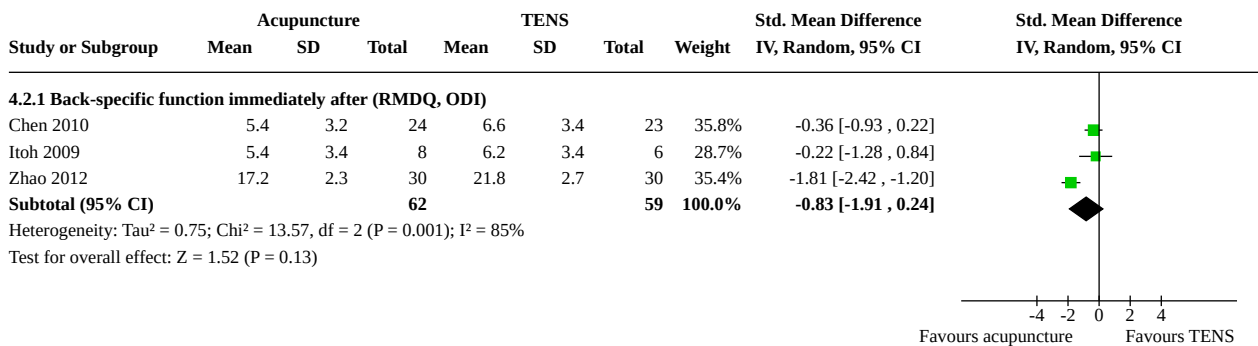 Acupuncture TENS Std. Mean Difference Std. Mean Difference
Study or Subgroup Mean SD Total Mean SD Total Weight IV, Random, 95% CI IV, Random, 95% CI
4.2.1 Back-specific function immediately after (RMDQ, ODI)
Chen 2010 5.4 3.2 24 6.6 3.4 23 35.8% -0.36 [-0.93 , 0.22]
Itoh 2009 5.4 3.4 8 6.2 3.4 6 28.7% -0.22 [-1.28 , 0.84]
Zhao 2012 17.2 2.3 30 21.8 2.7 30 35.4% -1.81 [-2.42 , -1.20]
Subtotal (95% CI) 62 59 100.0% -0.83 [-1.91 , 0.24]
Heterogeneity: Tau² = 0.75; Chi² = 13.57, df = 2 (P = 0.001); I² = 85%
Test for overall effect: Z = 1.52 (P = 0.13)
-4 -2 0 2 4
Favours acupuncture Favours TENS